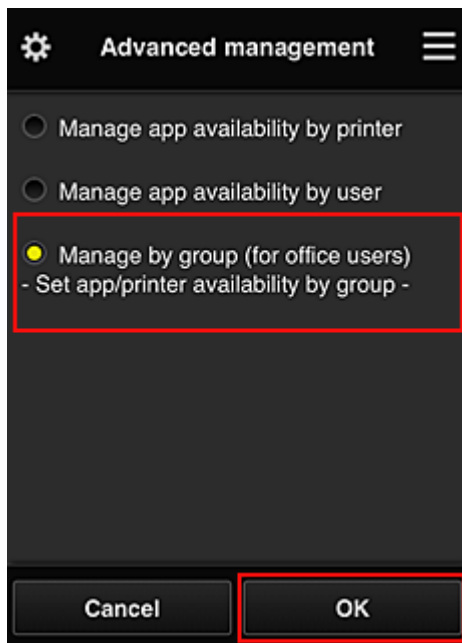 Advanced management
Manage app availability by printer
Manage app availability by user
Manage by group (for office users)
- Set app/printer availability by group -
Cancel
OK